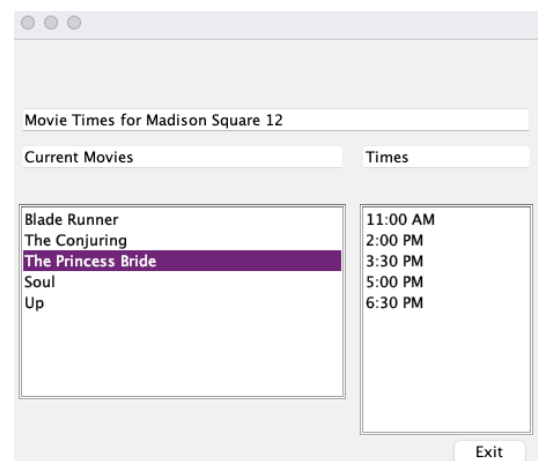 Movie Times for Madison Square 12
Current Movies
Times
Blade Runner
The Conjuring
The Princess Bride
Soul
Up
11:00 AM
2:00 PM
3:30 PM
5:00 PM
6:30 PM
Exit